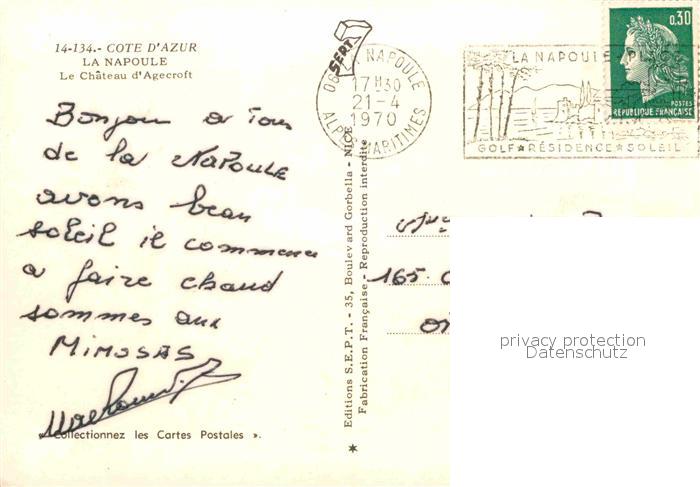 14-134.- COTE D'AZUR
LA NAPOULE
Le Château d'Agecroft
Bonjour a Tous
de la NAPOULE
avons beau
soleil il commence
a faire chaud
sommes aux
MIMOSAS
« Collectionnez les Cartes Postales ».
Editions S.E.P.T. - 35, Boulevard Gorbella - NICE
Fabrication Française - Reproduction interdite
SEPT
LA NAPOULE
17H30
21-4
1970
ALPES-MARITIMES
LA NAPOULE-PLAGE
GOLF★RÉSIDENCE★SOLEIL
0,30
POSTES
REPUBLIQUE FRANÇAISE
165.
privacy protection
Datenschutz